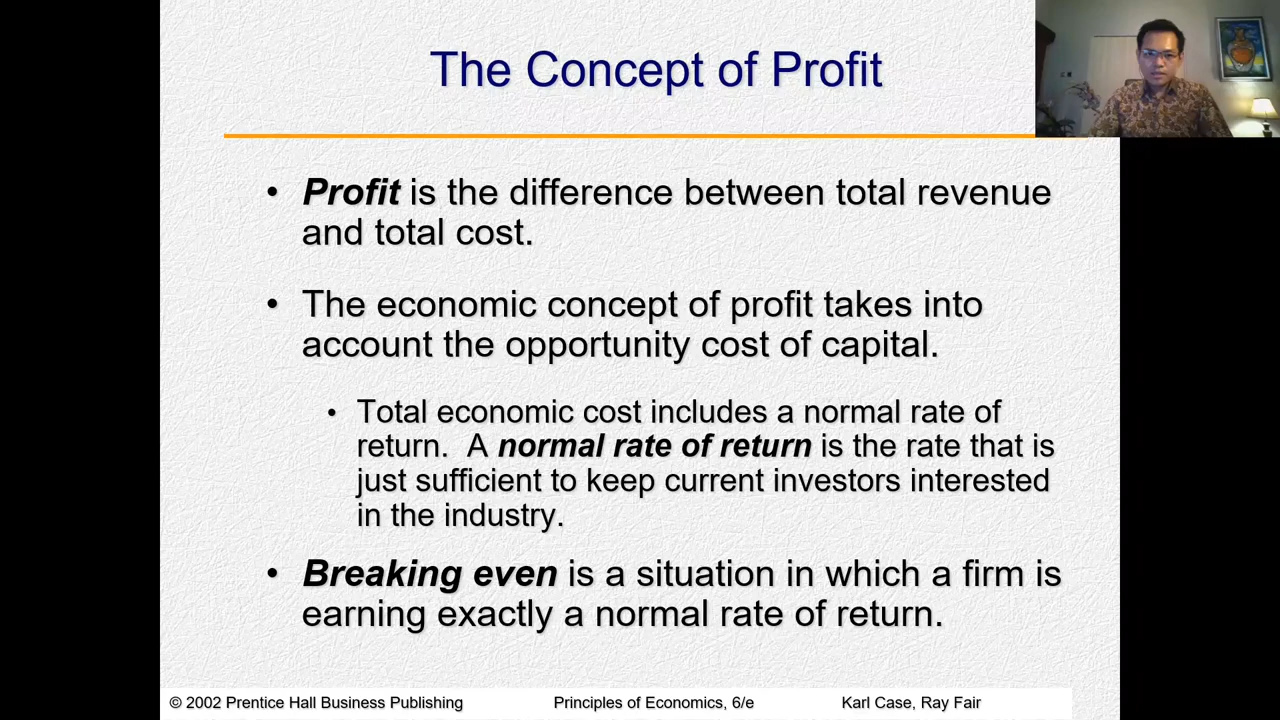 The Concept of Profit
• Profit is the difference between total revenue
and total cost.
• The economic concept of profit takes into
account the opportunity cost of capital.
• Total economic cost includes a normal rate of
return.  A normal rate of return is the rate that is
just sufficient to keep current investors interested
in the industry.
• Breaking even is a situation in which a firm is
earning exactly a normal rate of return.
© 2002 Prentice Hall Business Publishing Principles of Economics, 6/e Karl Case, Ray Fair